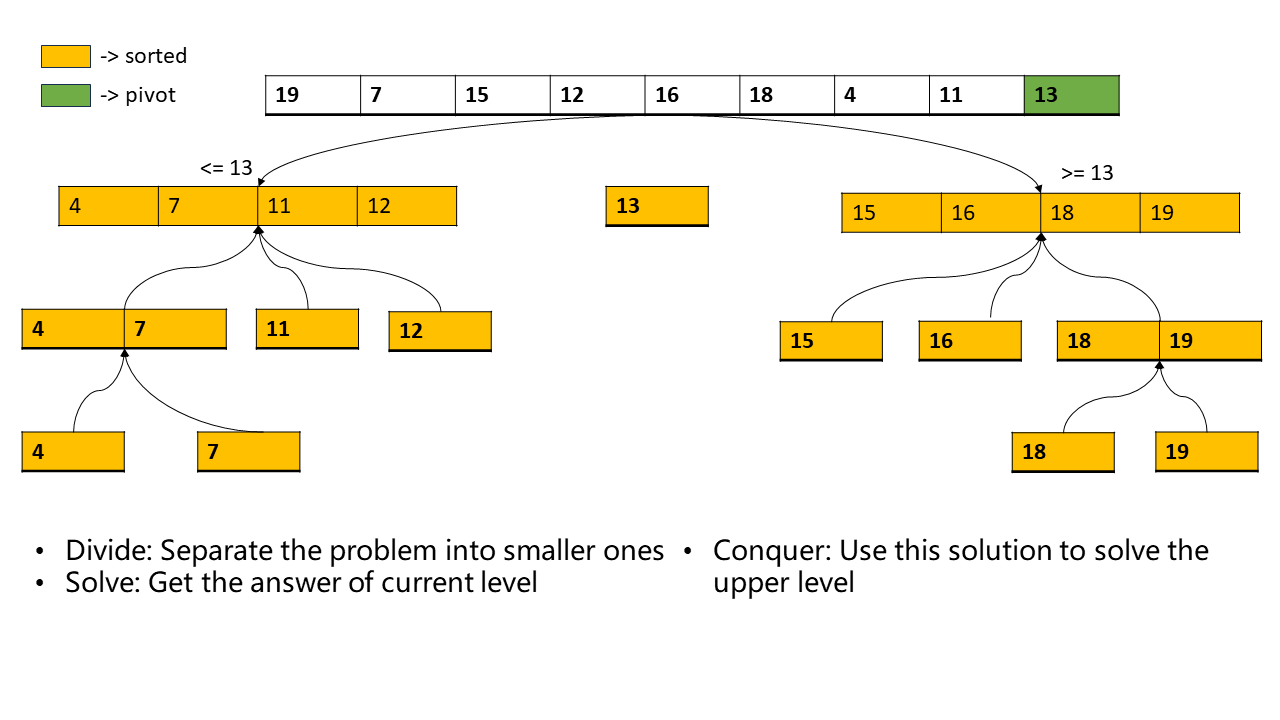 -> sorted
-> pivot
19 7 15 12 16 18 4 11 13
<= 13
>= 13
4 7 11 12
13
15 16 18 19
4 7
11
12
15
16
18 19
4
7
18
19
• Divide: Separate the problem into smaller ones
• Solve: Get the answer of current level
• Conquer: Use this solution to solve the
upper level